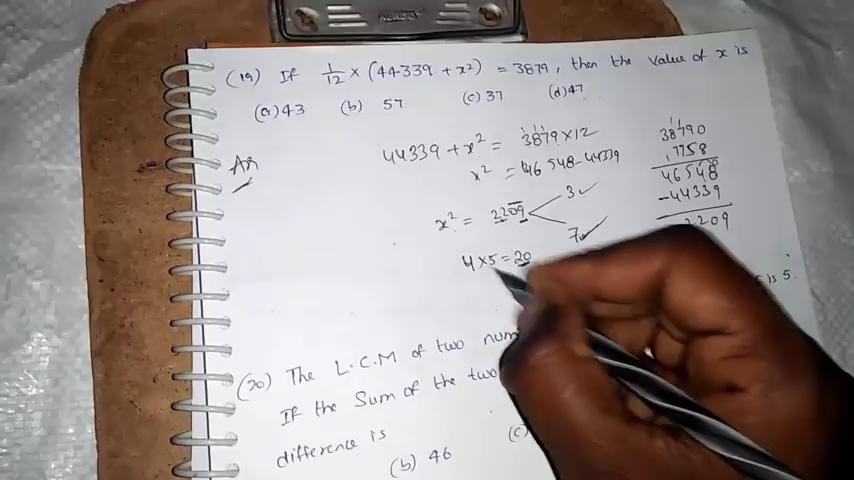 (19) If 1/12 × (44339 + x²) = 3879, then the value of x is
(a) 43 (b) 57 (c) 37 (d) 47
44339 + x² = 3879 × 12
x² = 46548 - 44339
x² = 2209
3 ✓
7 ✓
4 × 5 = 20
38790
7758
46548
- 44339
2209
is 5.
(20) The L.C.M of two num
If the Sum of the two
difference is
(b) 46 (c)